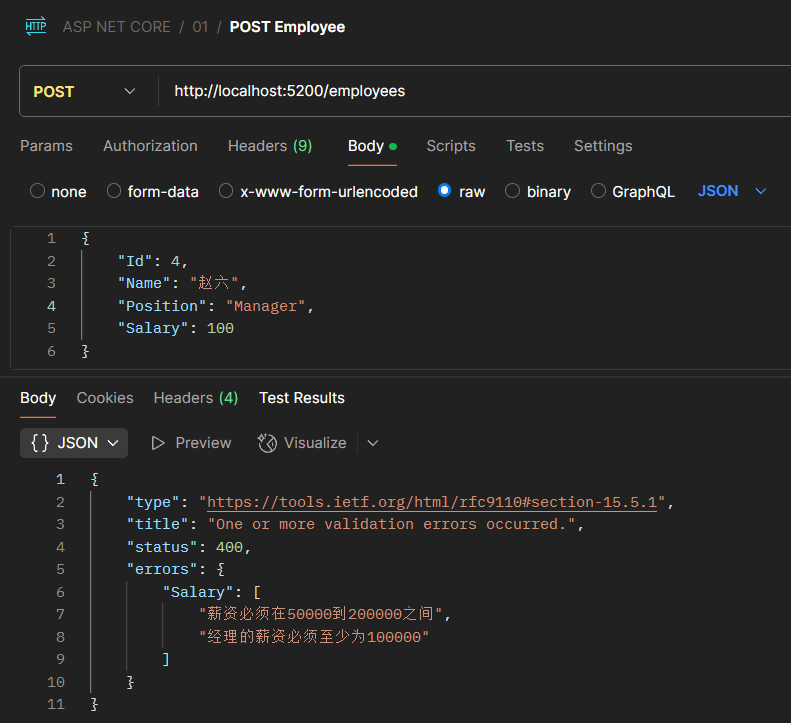 HTTP ASP NET CORE / 01 / POST Employee
POST http://localhost:5200/employees
Params Authorization Headers (9) Body Scripts Tests Settings
none form-data x-www-form-urlencoded raw binary GraphQL JSON
1 {
2 "Id": 4,
3 "Name": "赵六",
4 "Position": "Manager",
5 "Salary": 100
6 }
Body Cookies Headers (4) Test Results
{} JSON Preview Visualize
1 {
2 "type": "https://tools.ietf.org/html/rfc9110#section-15.5.1",
3 "title": "One or more validation errors occurred.",
4 "status": 400,
5 "errors": {
6 "Salary": [
7 "薪资必须在50000到200000之间",
8 "经理的薪资必须至少为100000"
9 ]
10 }
11 }